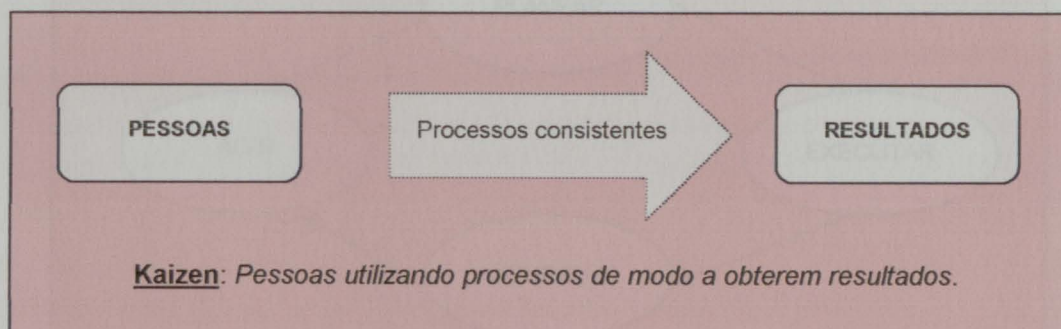 PESSOAS
Processos consistentes
RESULTADOS
Kaizen: Pessoas utilizando processos de modo a obterem resultados.